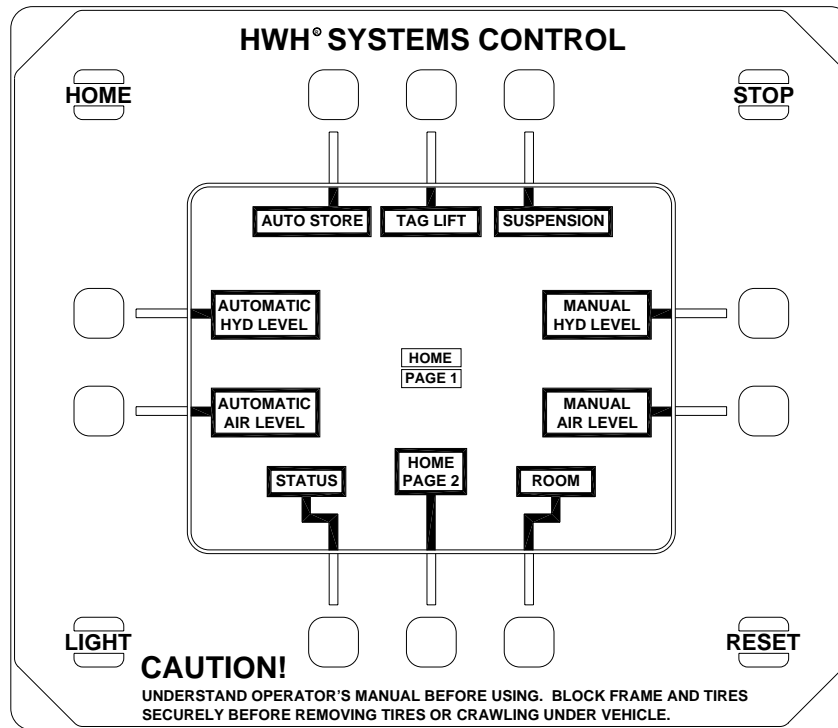 HWH® SYSTEMS CONTROL
HOME
STOP
AUTO STORE
TAG LIFT
SUSPENSION
AUTOMATIC
HYD LEVEL
MANUAL
HYD LEVEL
HOME
PAGE 1
AUTOMATIC
AIR LEVEL
MANUAL
AIR LEVEL
STATUS
HOME
PAGE 2
ROOM
LIGHT
RESET
CAUTION!
UNDERSTAND OPERATOR'S MANUAL BEFORE USING. BLOCK FRAME AND TIRES
SECURELY BEFORE REMOVING TIRES OR CRAWLING UNDER VEHICLE.